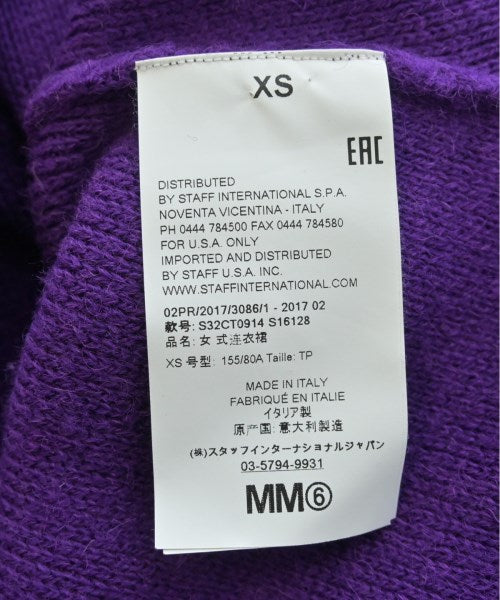 XS
EAC
DISTRIBUTED
BY STAFF INTERNATIONAL S.P.A.
NOVENTA VICENTINA - ITALY
PH 0444 784500 FAX 0444 784580
FOR U.S.A. ONLY
IMPORTED AND DISTRIBUTED
BY STAFF U.S.A. INC.
WWW.STAFFINTERNATIONAL.COM
02PR/2017/3086/1 - 2017 02
款号: S32CT0914 S16128
品名: 女 式连衣裙
XS 号型: 155/80A Taille: TP
MADE IN ITALY
FABRIQUÉ EN ITALIE
イタリア製
原产国: 意大利製造
(株)スタッフインターナショナルジャパン
03-5794-9931
MM⑥